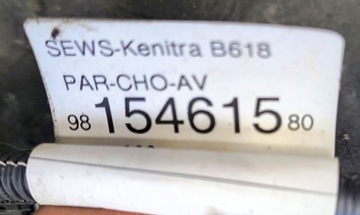 SEWS-Kenitra B618
PAR-CHO-AV
98 154615 80